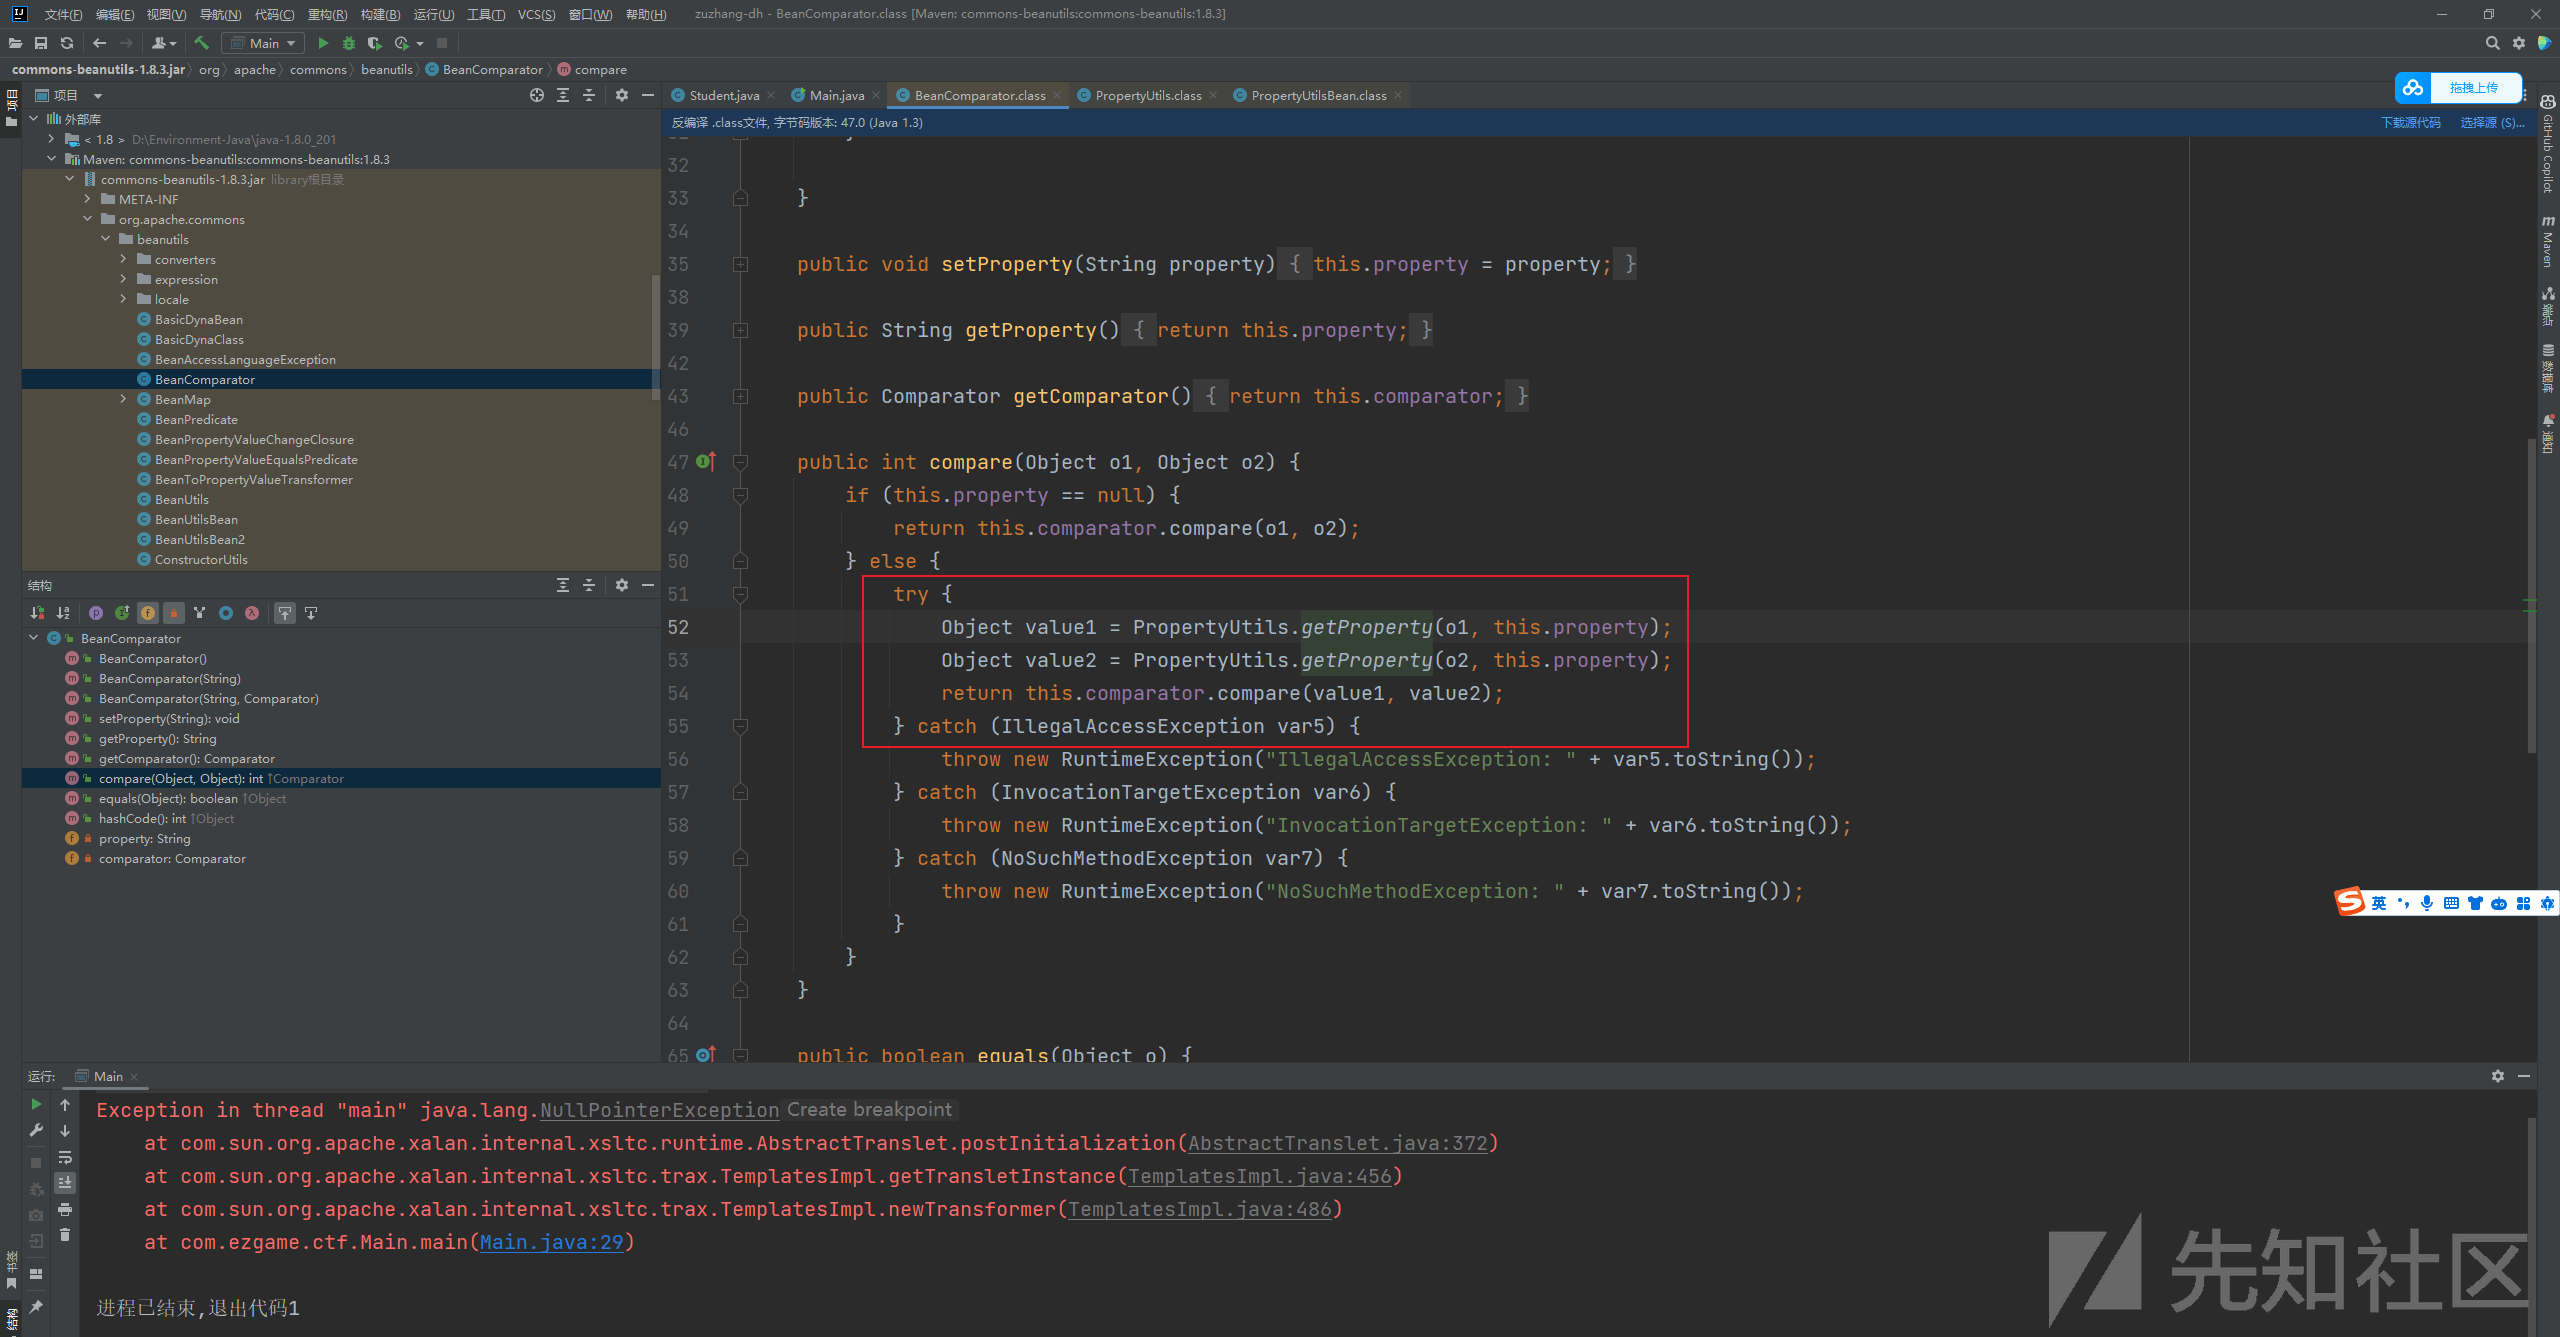 文件(F) 编辑(E) 视图(V) 导航(N) 代码(C) 重构(R) 构建(B) 运行(U) 工具(T) VCS(S) 窗口(W) 帮助(H) zuzhang-dh - BeanComparator.class [Maven: commons-beanutils:commons-beanutils:1.8.3]
Main
commons-beanutils-1.8.3.jar org apache commons beanutils BeanComparator compare
项目
Student.java Main.java BeanComparator.class PropertyUtils.class PropertyUtilsBean.class
拖拽上传
反编译 .class文件, 字节码版本: 47.0 (Java 1.3) 下载源代码 选择源 (S)...
项目
外部库
< 1.8 > D:\Environment-Java\java-1.8.0_201
Maven: commons-beanutils:commons-beanutils:1.8.3
commons-beanutils-1.8.3.jar library根目录
META-INF
org.apache.commons
beanutils
converters
expression
locale
BasicDynaBean
BasicDynaClass
BeanAccessLanguageException
BeanComparator
BeanMap
BeanPredicate
BeanPropertyValueChangeClosure
BeanPropertyValueEqualsPredicate
BeanToPropertyValueTransformer
BeanUtils
BeanUtilsBean
BeanUtilsBean2
ConstructorUtils
结构
BeanComparator
BeanComparator()
BeanComparator(String)
BeanComparator(String, Comparator)
setProperty(String): void
getProperty(): String
getComparator(): Comparator
compare(Object, Object): int ↑Comparator
equals(Object): boolean ↑Object
hashCode(): int ↑Object
property: String
comparator: Comparator
32
33 }
34
35 public void setProperty(String property) { this.property = property; }
38
39 public String getProperty() { return this.property; }
42
43 public Comparator getComparator() { return this.comparator; }
46
47 public int compare(Object o1, Object o2) {
48 if (this.property == null) {
49 return this.comparator.compare(o1, o2);
50 } else {
51 try {
52 Object value1 = PropertyUtils.getProperty(o1, this.property);
53 Object value2 = PropertyUtils.getProperty(o2, this.property);
54 return this.comparator.compare(value1, value2);
55 } catch (IllegalAccessException var5) {
56 throw new RuntimeException("IllegalAccessException: " + var5.toString());
57 } catch (InvocationTargetException var6) {
58 throw new RuntimeException("InvocationTargetException: " + var6.toString());
59 } catch (NoSuchMethodException var7) {
60 throw new RuntimeException("NoSuchMethodException: " + var7.toString());
61 }
62 }
63 }
64
65 public boolean equals(Object o) {
GitHub Copilot
m Maven
端点
数据库
通知
英
运行: Main
Exception in thread "main" java.lang.NullPointerException Create breakpoint
at com.sun.org.apache.xalan.internal.xsltc.runtime.AbstractTranslet.postInitialization(AbstractTranslet.java:372)
at com.sun.org.apache.xalan.internal.xsltc.trax.TemplatesImpl.getTransletInstance(TemplatesImpl.java:456)
at com.sun.org.apache.xalan.internal.xsltc.trax.TemplatesImpl.newTransformer(TemplatesImpl.java:486)
at com.ezgame.ctf.Main.main(Main.java:29)
进程已结束,退出代码1
书签
结构
先知社区